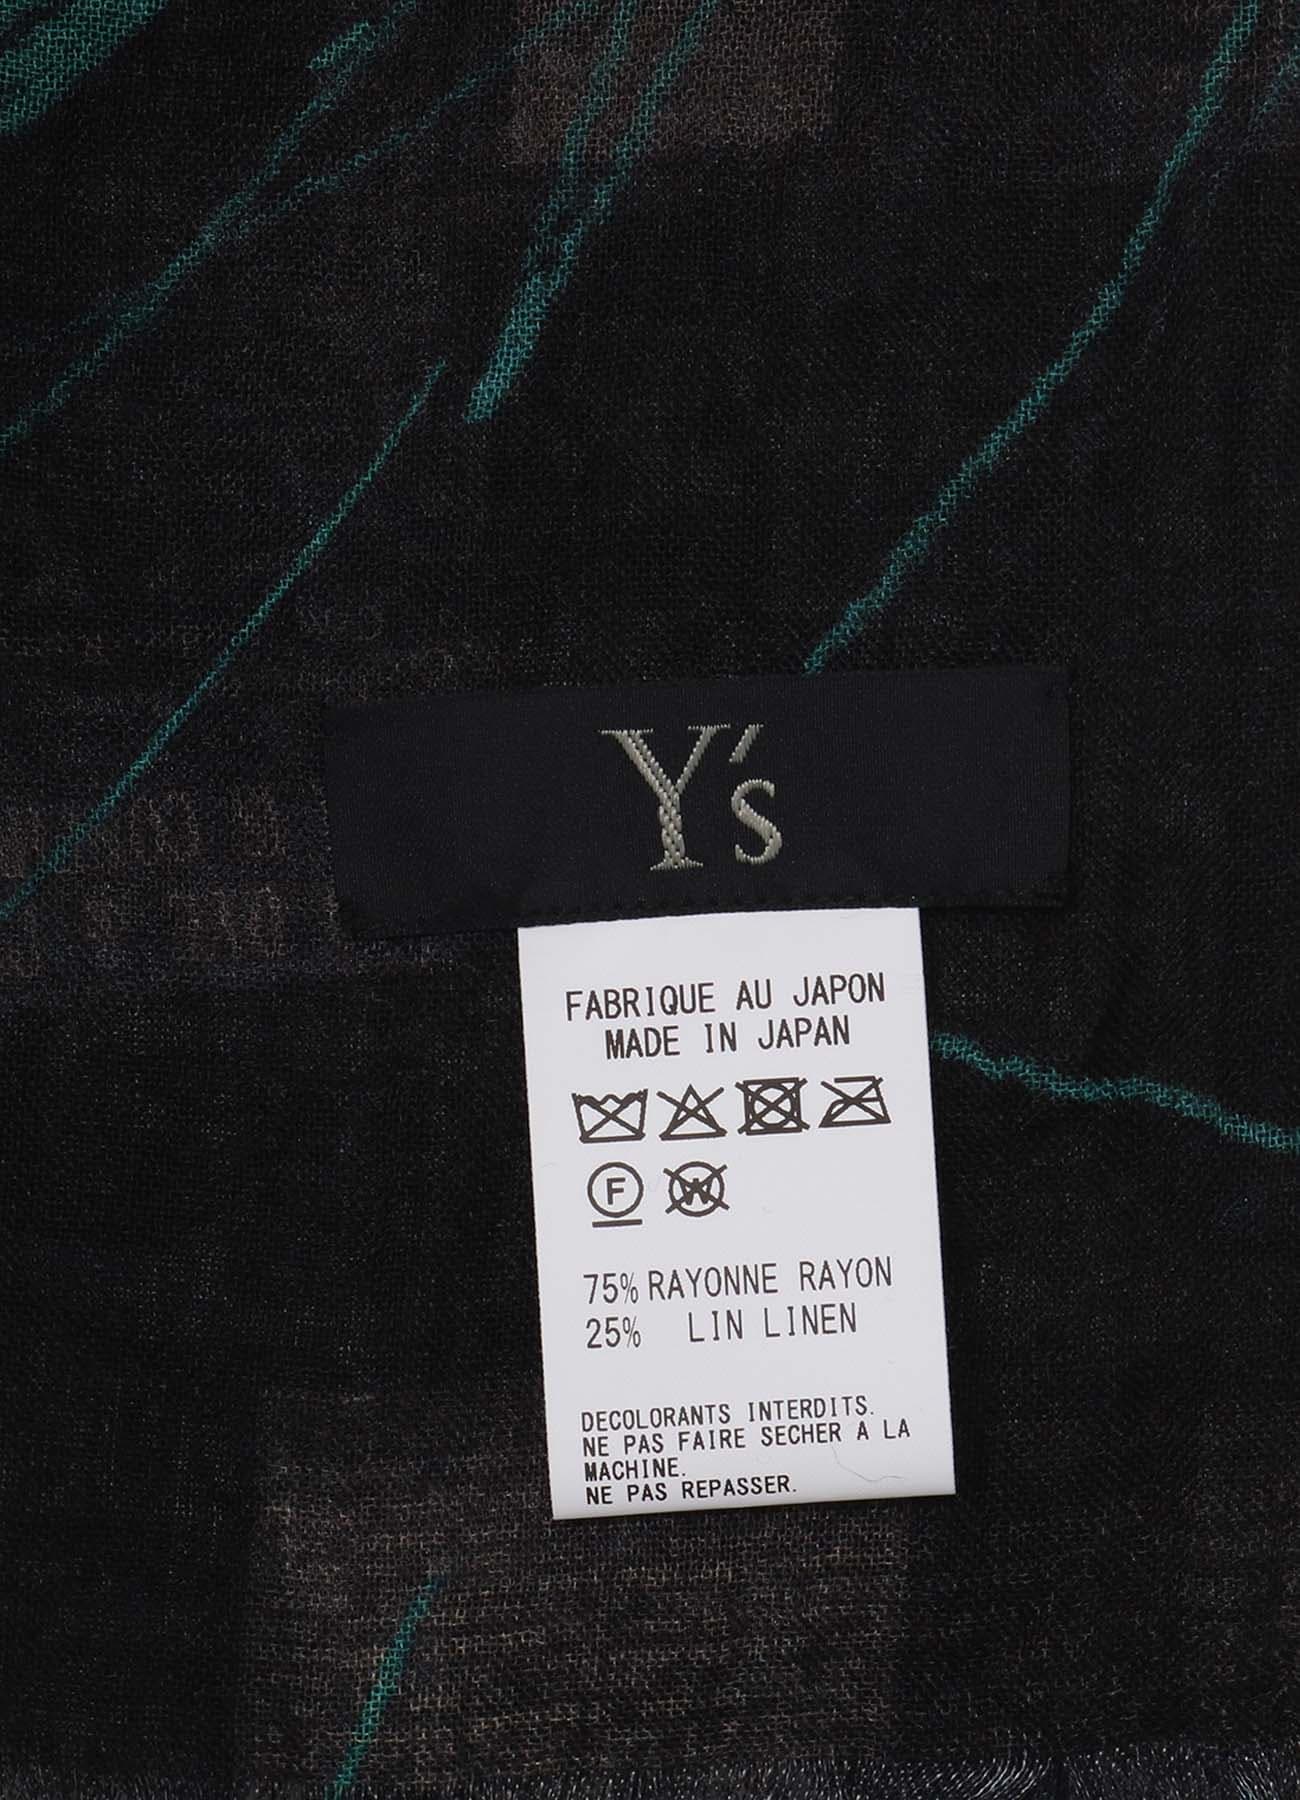 Y's
FABRIQUE AU JAPON
MADE IN JAPAN
F W
75% RAYONNE RAYON
25% LIN LINEN
DECOLORANTS INTERDITS.
NE PAS FAIRE SECHER A LA
MACHINE.
NE PAS REPASSER.